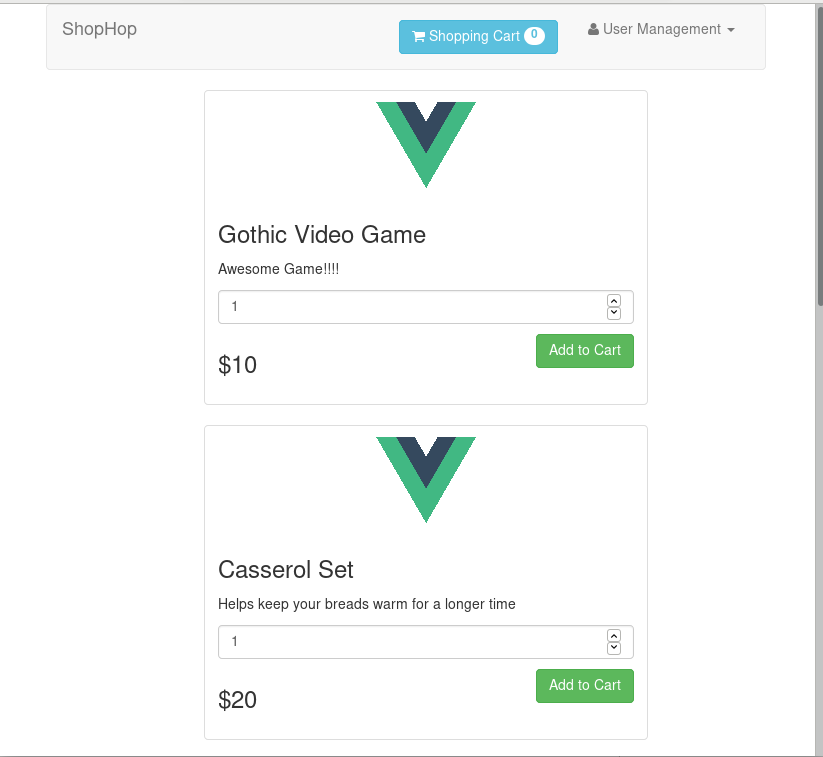 ShopHop
Shopping Cart 0
User Management
Gothic Video Game
Awesome Game!!!!
1
$10
Add to Cart
Casserol Set
Helps keep your breads warm for a longer time
1
$20
Add to Cart